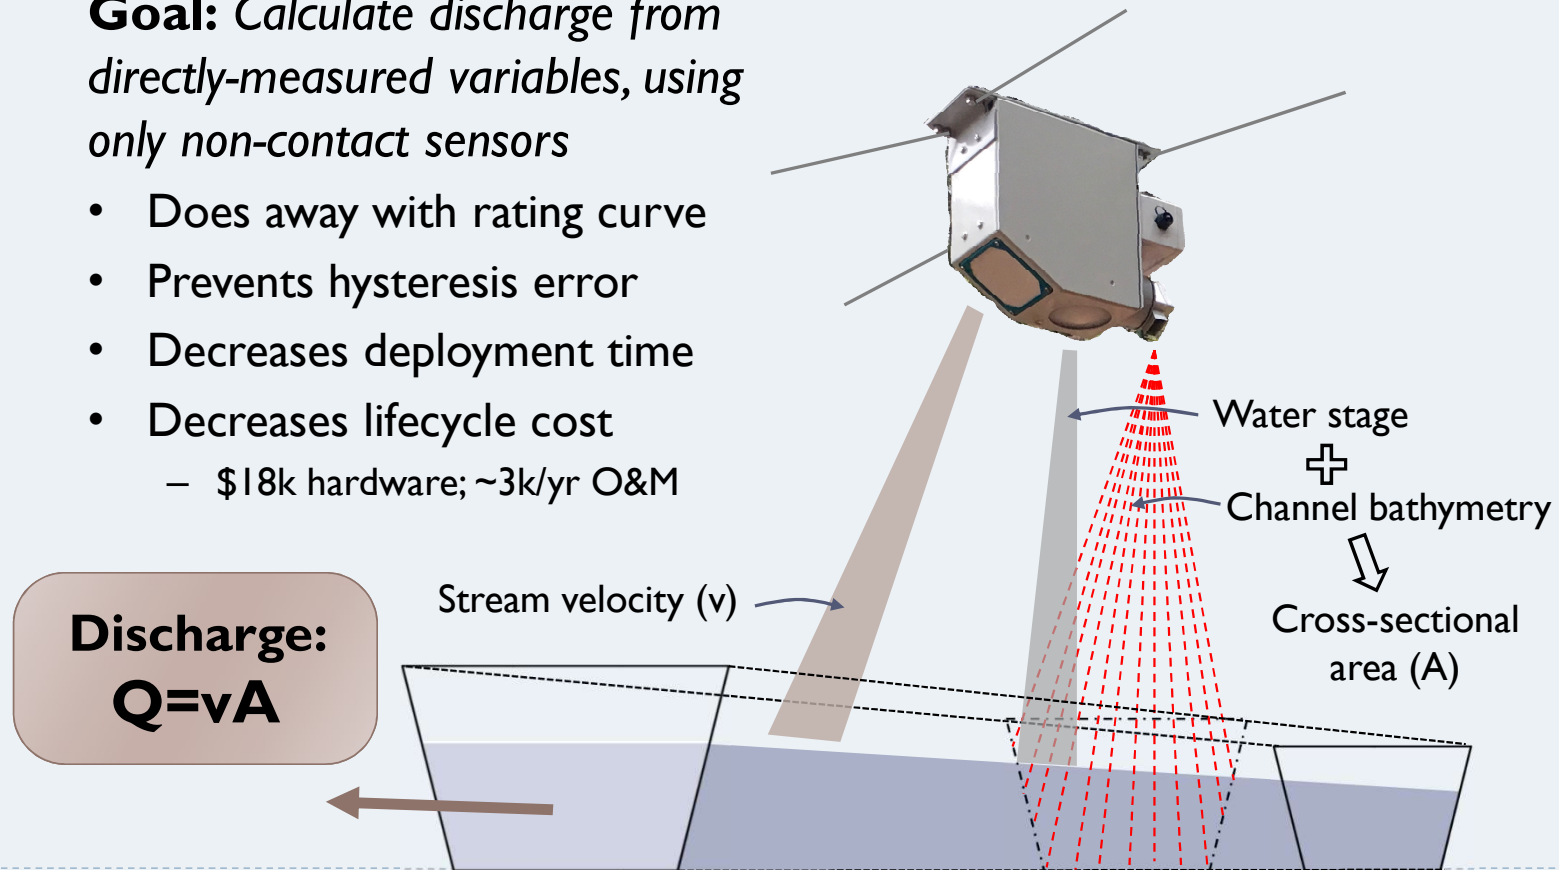 Goal: Calculate discharge from
directly-measured variables, using
only non-contact sensors
• Does away with rating curve
• Prevents hysteresis error
• Decreases deployment time
• Decreases lifecycle cost
– $18k hardware; ~3k/yr O&M
Water stage
Channel bathymetry
Cross-sectional
area (A)
Stream velocity (v)
Discharge:
Q=vA